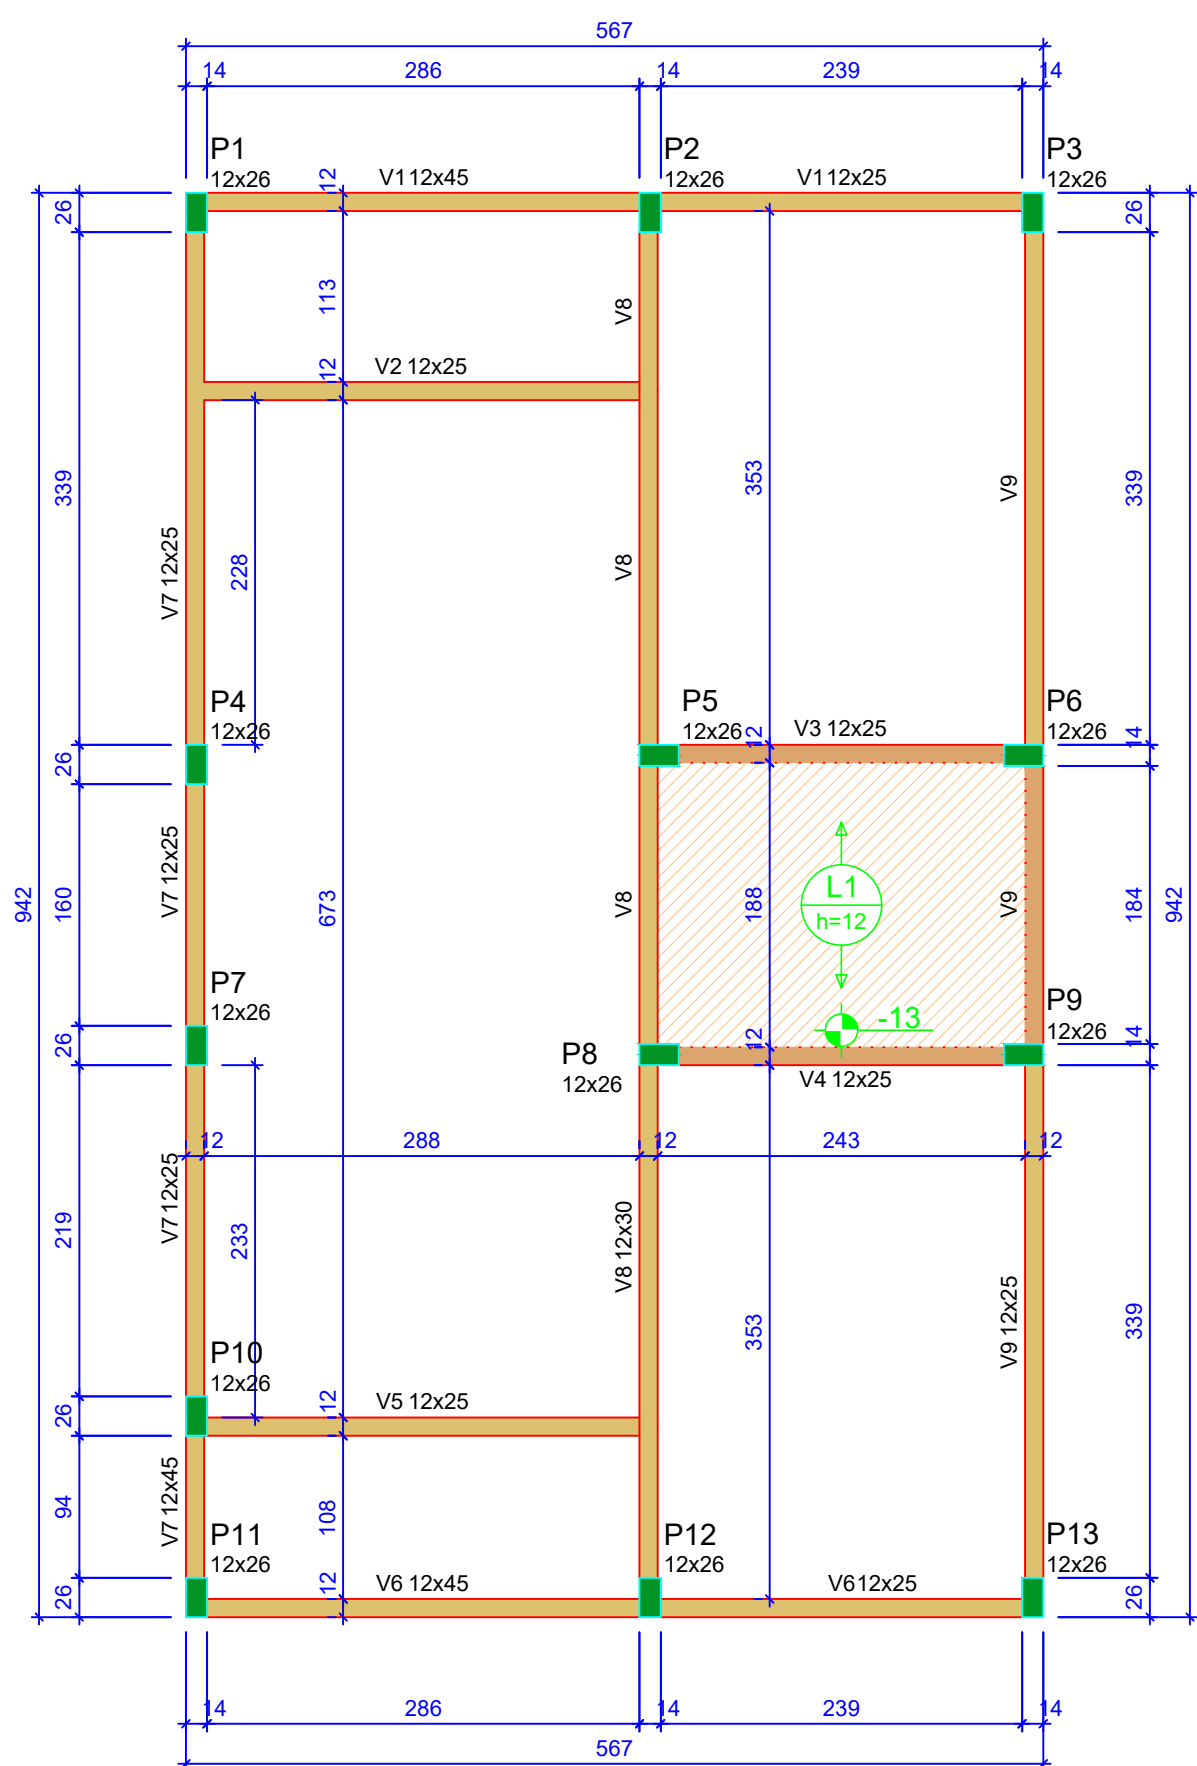 567
14 286 14 239 14
P1
12x26
12
V1 12x45
P2
12x26
V1 12x25
P3
12x26
26
26
113
V8
12
V2 12x25
339
353
339
V9
V7 12x25
228
V8
P4
12x26
P5
12x26
12
V3 12x25
P6
12x26
14
26
V7 12x25
942
160
673
V8
188
L1
h=12
V9
184
942
P7
12x26
-13
P9
12x26
26
P8
12x26
12
14
V4 12x25
12 288 12 243 12
V7 12x25
219
233
V8 12x30
353
V9 12x25
339
P10
12x26
26
12
V5 12x25
V7 12x45
94
108
P11
12x26
P12
12x26
P13
12x26
26
12
V6 12x45
V6 12x25
26
14 286 14 239 14
567